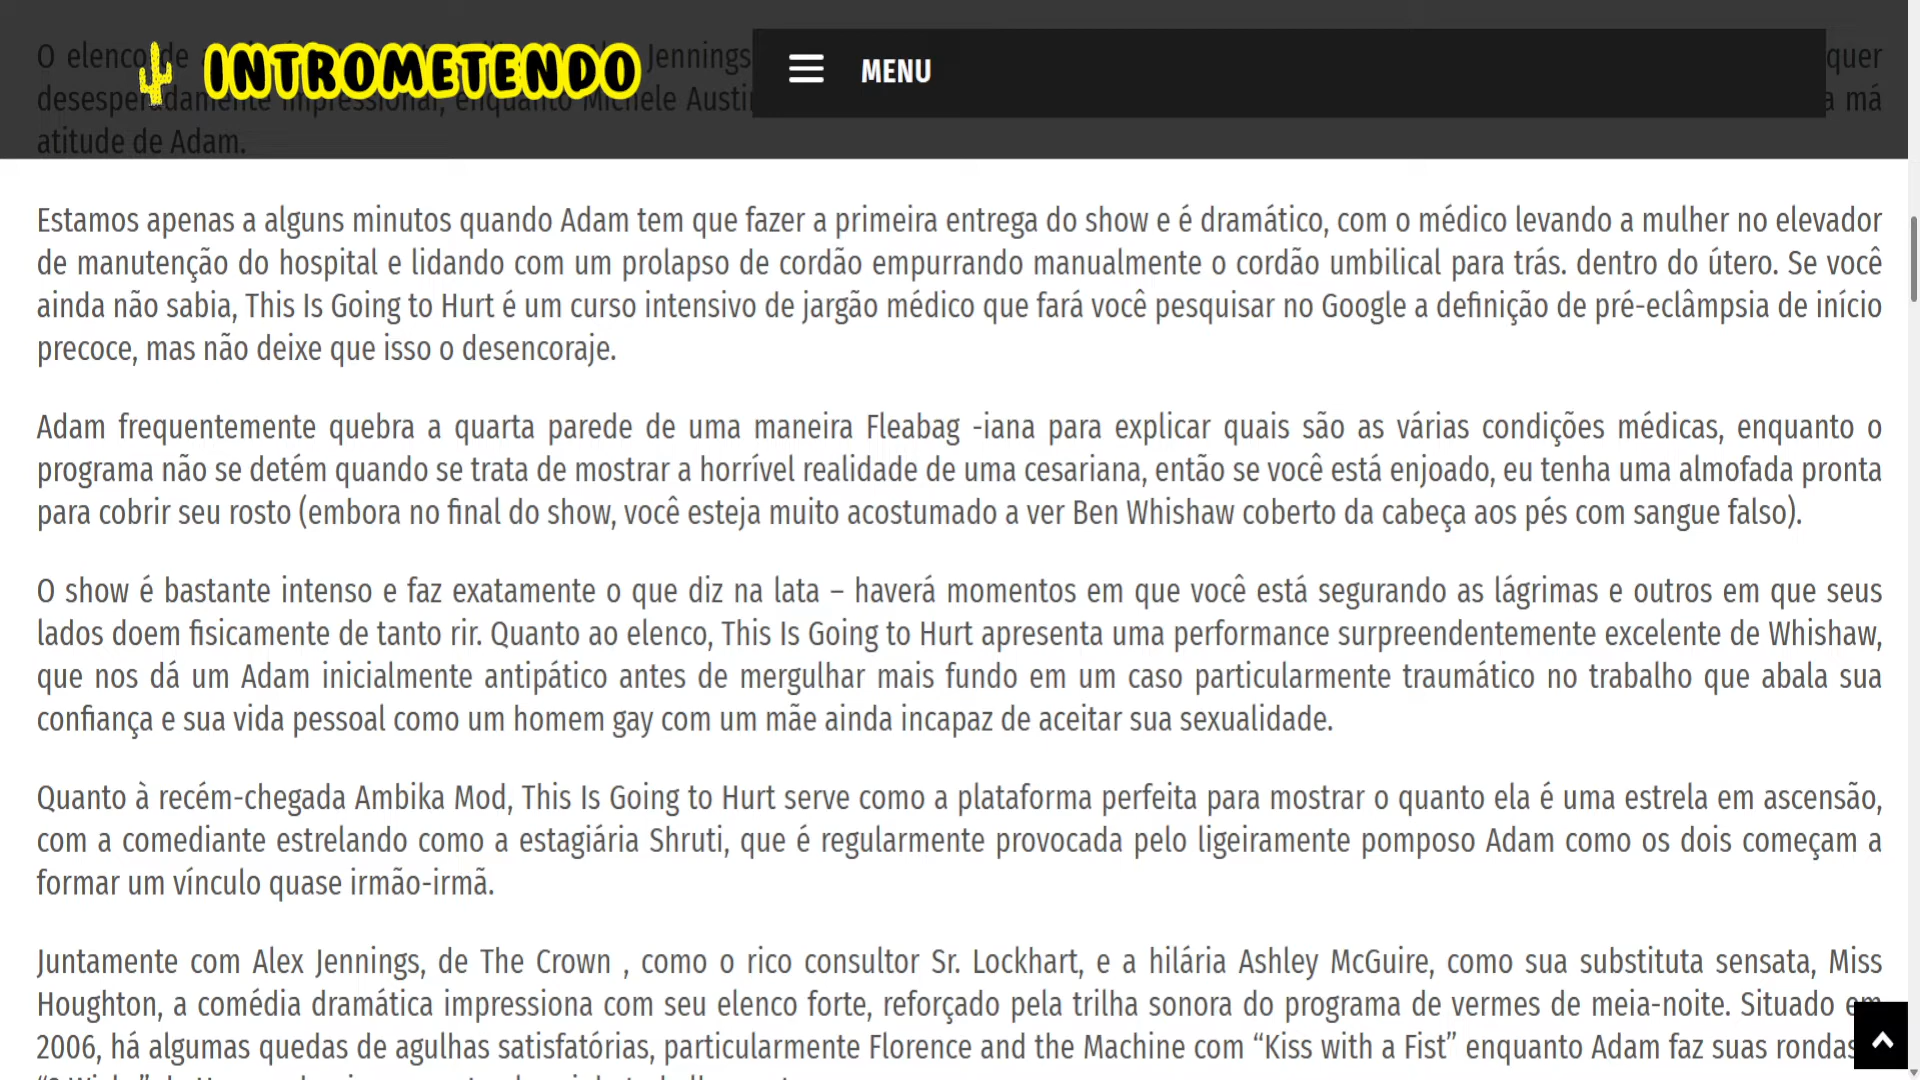 O elenco de
INTROMETENDO
Jennings
MENU
quer
desesperadamente impressionar, enquanto Michele Austin
a má
atitude de Adam.
Estamos apenas a alguns minutos quando Adam tem que fazer a primeira entrega do show e é dramático, com o médico levando a mulher no elevador
de manutenção do hospital e lidando com um prolapso de cordão empurrando manualmente o cordão umbilical para trás. dentro do útero. Se você
ainda não sabia, This Is Going to Hurt é um curso intensivo de jargão médico que fará você pesquisar no Google a definição de pré-eclâmpsia de início
precoce, mas não deixe que isso o desencoraje.
Adam frequentemente quebra a quarta parede de uma maneira Fleabag -iana para explicar quais são as várias condições médicas, enquanto o
programa não se detém quando se trata de mostrar a horrível realidade de uma cesariana, então se você está enjoado, eu tenha uma almofada pronta
para cobrir seu rosto (embora no final do show, você esteja muito acostumado a ver Ben Whishaw coberto da cabeça aos pés com sangue falso).
O show é bastante intenso e faz exatamente o que diz na lata – haverá momentos em que você está segurando as lágrimas e outros em que seus
lados doem fisicamente de tanto rir. Quanto ao elenco, This Is Going to Hurt apresenta uma performance surpreendentemente excelente de Whishaw,
que nos dá um Adam inicialmente antipático antes de mergulhar mais fundo em um caso particularmente traumático no trabalho que abala sua
confiança e sua vida pessoal como um homem gay com um mãe ainda incapaz de aceitar sua sexualidade.
Quanto à recém-chegada Ambika Mod, This Is Going to Hurt serve como a plataforma perfeita para mostrar o quanto ela é uma estrela em ascensão,
com a comediante estrelando como a estagiária Shruti, que é regularmente provocada pelo ligeiramente pomposo Adam como os dois começam a
formar um vínculo quase irmão-irmã.
Juntamente com Alex Jennings, de The Crown , como o rico consultor Sr. Lockhart, e a hilária Ashley McGuire, como sua substituta sensata, Miss
Houghton, a comédia dramática impressiona com seu elenco forte, reforçado pela trilha sonora do programa de vermes de meia-noite. Situado em
2006, há algumas quedas de agulhas satisfatórias, particularmente Florence and the Machine com “Kiss with a Fist” enquanto Adam faz suas rondas